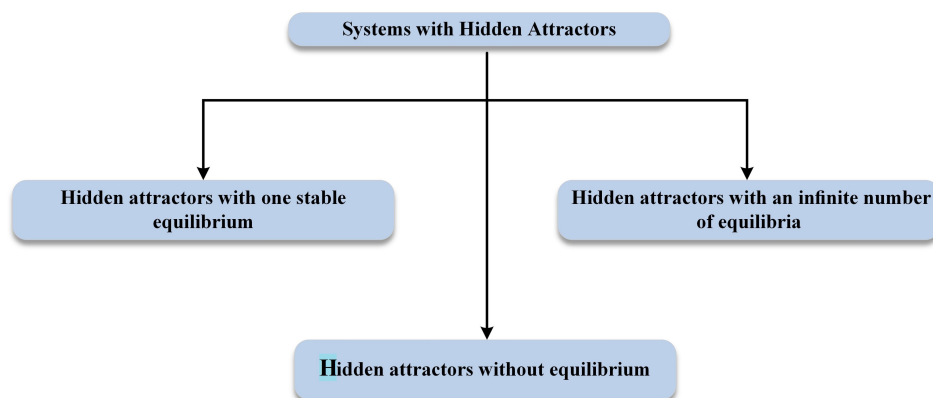 Systems with Hidden Attractors
Hidden attractors with one stable
equilibrium
Hidden attractors with an infinite number
of equilibria
Hidden attractors without equilibrium